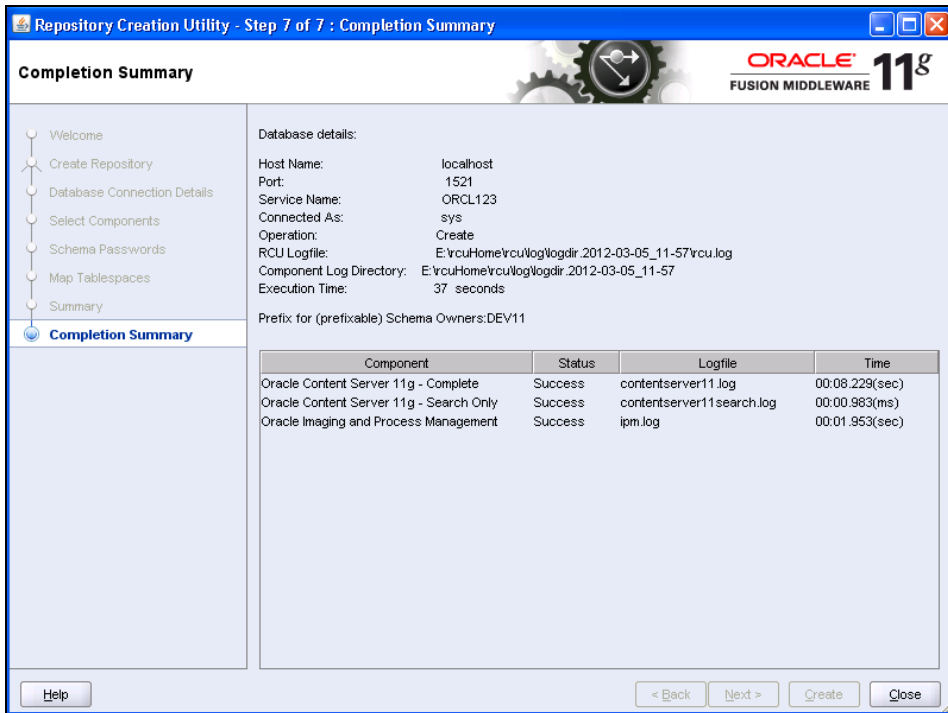 Repository Creation Utility - Step 7 of 7 : Completion Summary
Completion Summary
ORACLE
FUSION MIDDLEWARE
11g
Welcome
Create Repository
Database Connection Details
Select Components
Schema Passwords
Map Tablespaces
Summary
Completion Summary
Database details:
Host Name: localhost
Port: 1521
Service Name: ORCL123
Connected As: sys
Operation: Create
RCU Logfile: E:\rcuHome\rcu\log\logdir.2012-03-05_11-57\rcu.log
Component Log Directory: E:\rcuHome\rcu\log\logdir.2012-03-05_11-57
Execution Time: 37 seconds
Prefix for (prefixable) Schema Owners:DEV11
Component Status Logfile Time
Oracle Content Server 11g - Complete Success contentserver11.log 00:08.229(sec)
Oracle Content Server 11g - Search Only Success contentserver11search.log 00:00.983(ms)
Oracle Imaging and Process Management Success ipm.log 00:01.953(sec)
Help < Back Next > Create Close